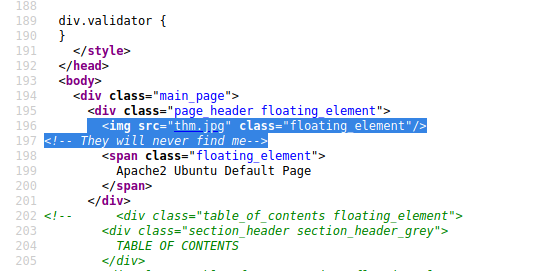 188
189 div.validator {
190 }
191 </style>
192 </head>
193 <body>
194 <div class="main_page">
195 <div class="page_header floating_element">
196 <img src="thm.jpg" class="floating_element"/>
197 <!-- They will never find me-->
198 <span class="floating_element">
199 Apache2 Ubuntu Default Page
200 </span>
201 </div>
202 <!-- <div class="table_of_contents floating_element">
203 <div class="section_header section_header_grey">
204 TABLE OF CONTENTS
205 </div>